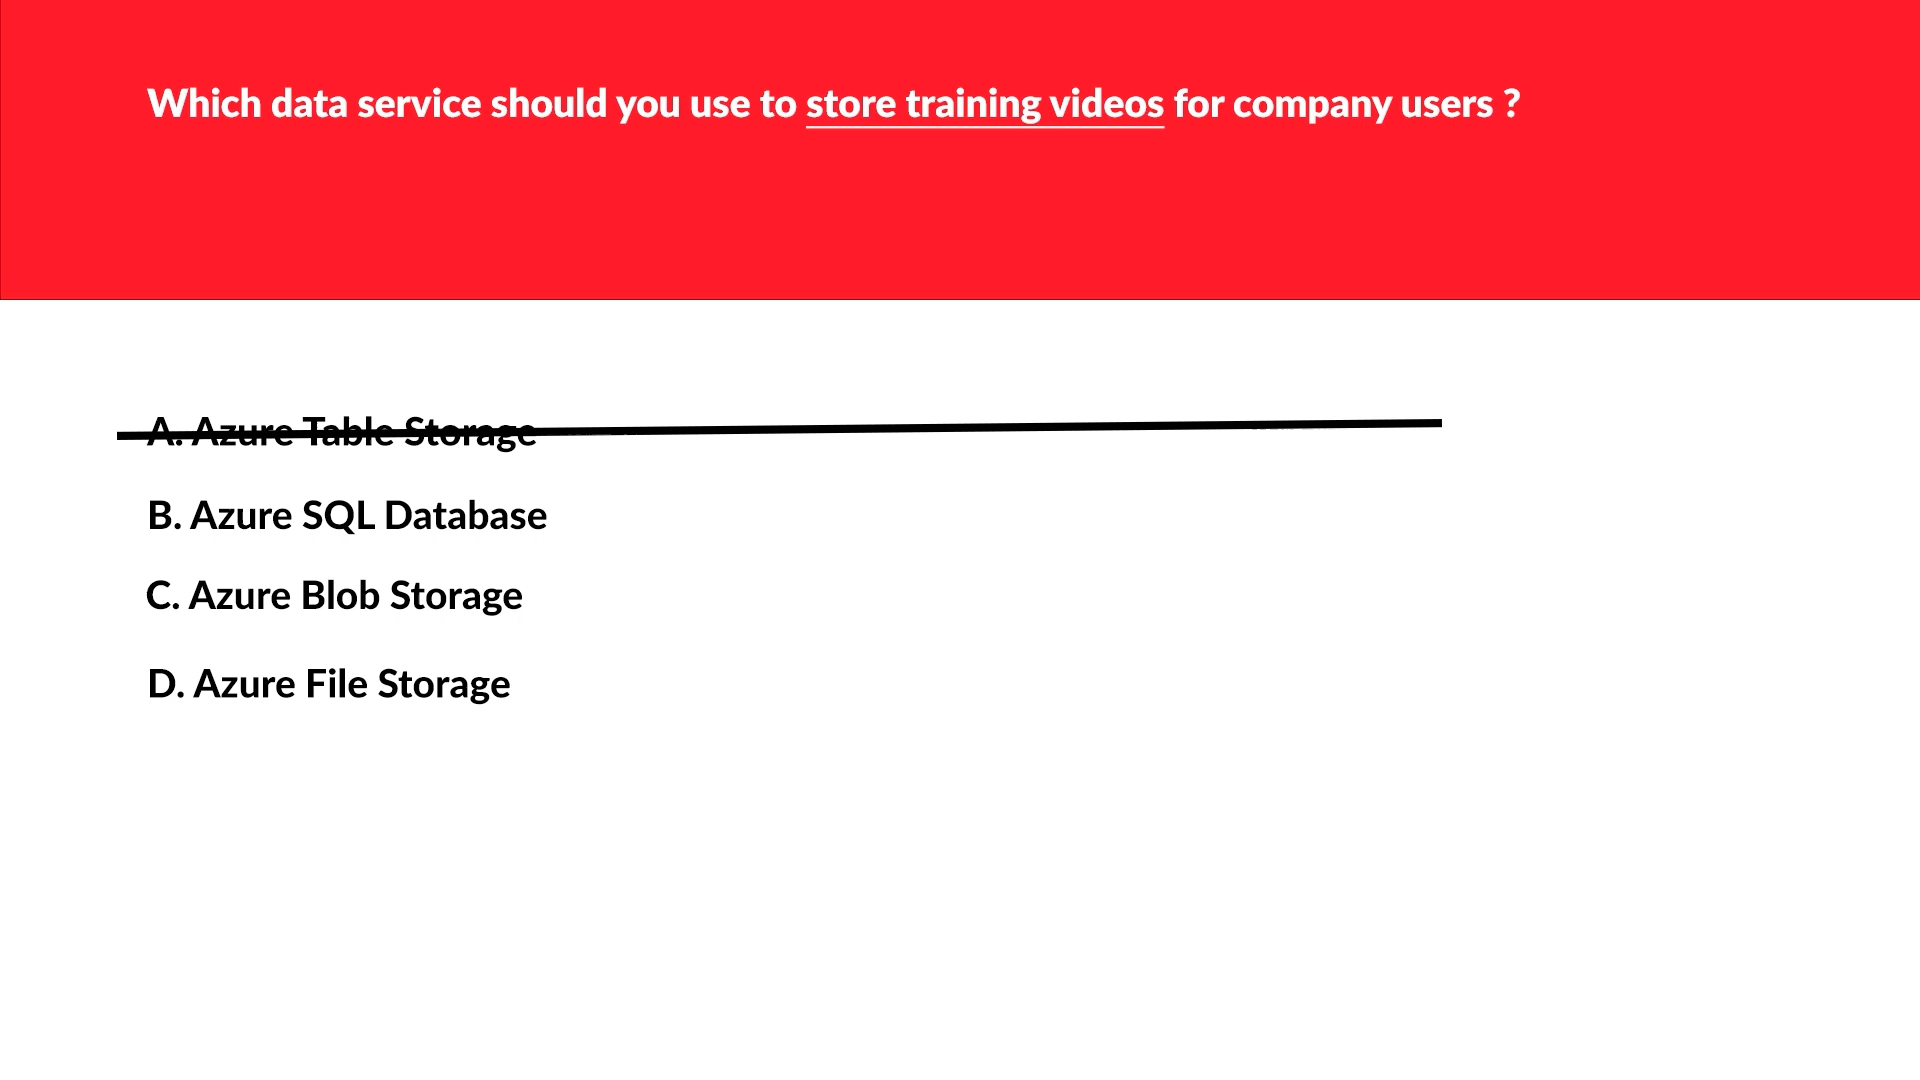 Which data service should you use to store training videos for company users ?
A. Azure Table Storage
B. Azure SQL Database
C. Azure Blob Storage
D. Azure File Storage